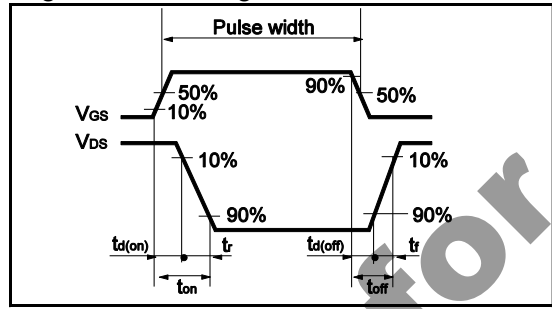 Pulse width
90%
50%
50%
10%
VGS
VDS
10%
10%
90%
90%
td(on)
tr
td(off)
tf
ton
toff
for